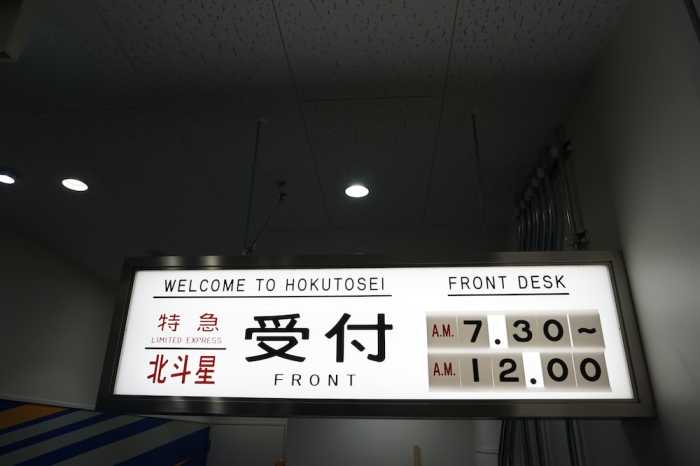 WELCOME TO HOKUTOSEI
FRONT DESK
特急
LIMITED EXPRESS
北斗星
受付
FRONT
A.M. 7.30~
A.M. 12.00